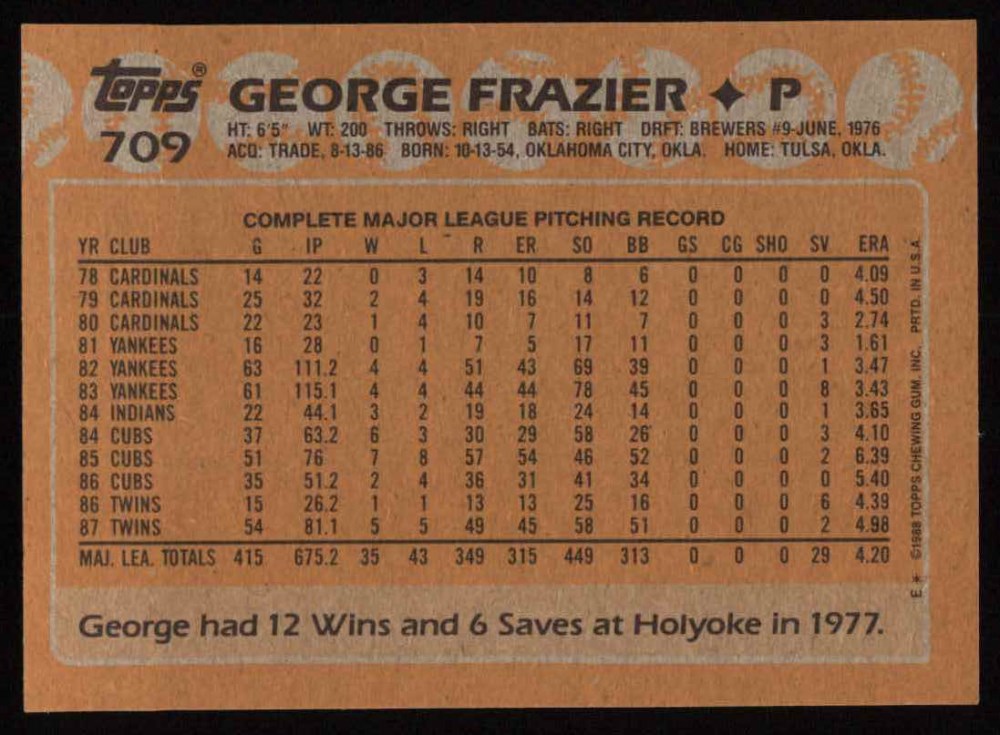 Topps® GEORGE FRAZIER ✦ P
709
HT: 6'5" WT: 200 THROWS: RIGHT BATS: RIGHT DRFT: BREWERS #9-JUNE, 1976
ACQ: TRADE, 8-13-86 BORN: 10-13-54, OKLAHOMA CITY, OKLA. HOME: TULSA, OKLA.
COMPLETE MAJOR LEAGUE PITCHING RECORD
YR CLUB G IP W L R ER SO BB GS CG SHO SV ERA
78 CARDINALS 14 22 0 3 14 10 8 6 0 0 0 0 4.09
79 CARDINALS 25 32 2 4 19 16 14 12 0 0 0 0 4.50
80 CARDINALS 22 23 1 4 10 7 11 7 0 0 0 3 2.74
81 YANKEES 16 28 0 1 7 5 17 11 0 0 0 3 1.61
82 YANKEES 63 111.2 4 4 51 43 69 39 0 0 0 1 3.47
83 YANKEES 61 115.1 4 4 44 44 78 45 0 0 0 8 3.43
84 INDIANS 22 44.1 3 2 19 18 24 14 0 0 0 1 3.65
84 CUBS 37 63.2 6 3 30 29 58 26 0 0 0 3 4.10
85 CUBS 51 76 7 8 57 54 46 52 0 0 0 2 6.39
86 CUBS 35 51.2 2 4 36 31 41 34 0 0 0 0 5.40
86 TWINS 15 26.2 1 1 13 13 25 16 0 0 0 6 4.39
87 TWINS 54 81.1 5 5 49 45 58 51 0 0 0 2 4.98
MAJ. LEA. TOTALS 415 675.2 35 43 349 315 449 313 0 0 0 29 4.20
George had 12 Wins and 6 Saves at Holyoke in 1977.
E* ©1988 TOPPS CHEWING GUM, INC. PRTD. IN U.S.A.